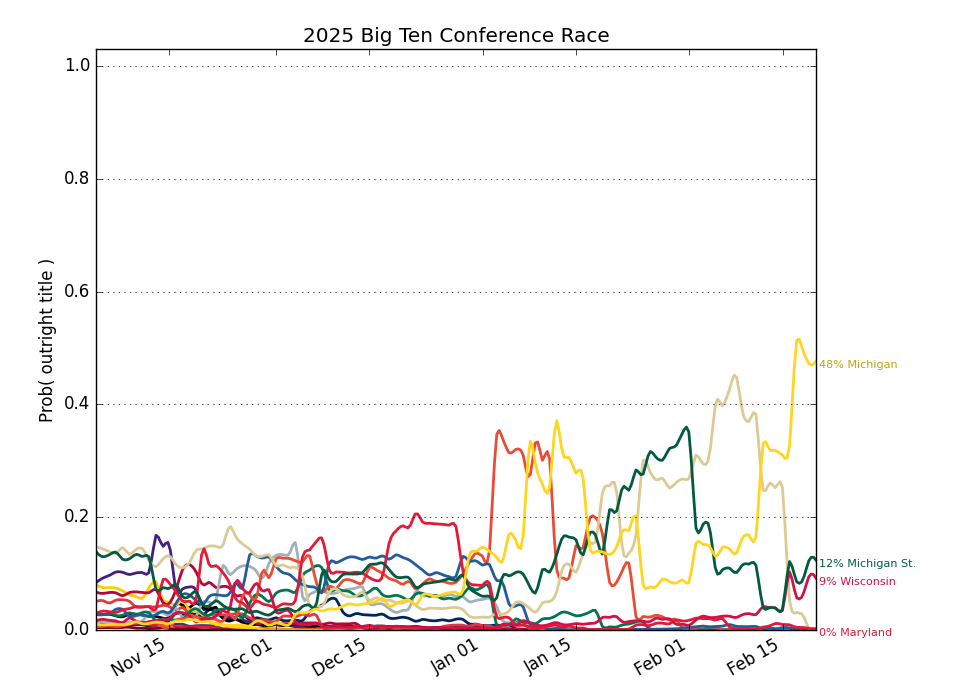 2025 Big Ten Conference Race
Prob( outright title )
1.0
0.8
0.6
0.4
0.2
0.0
48% Michigan
12% Michigan St.
9% Wisconsin
0% Maryland
Nov 15
Dec 01
Dec 15
Jan 01
Jan 15
Feb 01
Feb 15